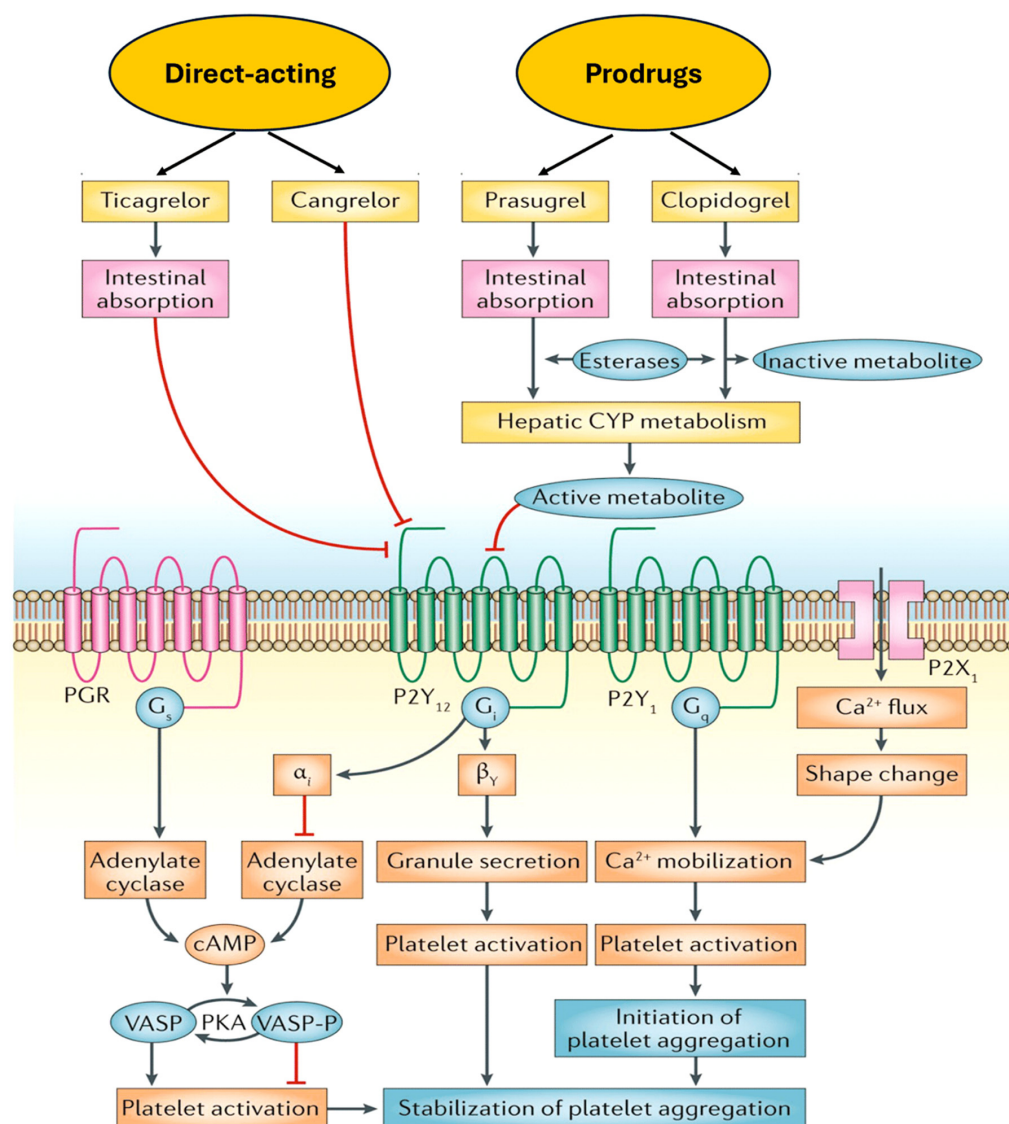 Direct-acting
Prodrugs
Ticagrelor
Cangrelor
Prasugrel
Clopidogrel
Intestinal
absorption
Intestinal
absorption
Intestinal
absorption
Esterases
Inactive metabolite
Hepatic CYP metabolism
Active metabolite
PGR
P2Y₁₂
P2Y₁
P2X₁
Gₛ
Gᵢ
G_q
Ca²⁺ flux
αᵢ
βᵧ
Shape change
Adenylate
cyclase
Adenylate
cyclase
Granule secretion
Ca²⁺ mobilization
cAMP
Platelet activation
Platelet activation
VASP
PKA
VASP-P
Initiation of
platelet aggregation
Platelet activation
Stabilization of platelet aggregation